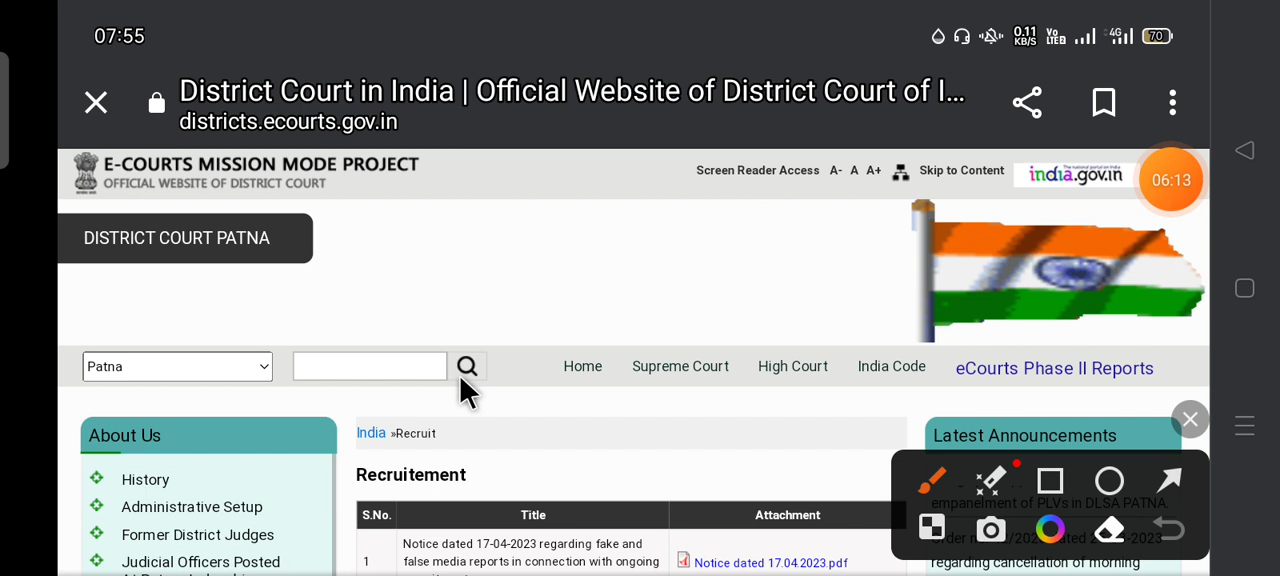 07:55
0.11
KB/S
Vo
LTE2
4G
70
District Court in India | Official Website of District Court of I...
districts.ecourts.gov.in
E-COURTS MISSION MODE PROJECT
OFFICIAL WEBSITE OF DISTRICT COURT
Screen Reader Access A- A A+ Skip to Content
india.gov.in
06:13
DISTRICT COURT PATNA
Patna
Home Supreme Court High Court India Code eCourts Phase II Reports
About Us
History
Administrative Setup
Former District Judges
Judicial Officers Posted
India »Recruit
Recruitement
S.No. Title Attachment
1
Notice dated 17-04-2023 regarding fake and
false media reports in connection with ongoing
Notice dated 17.04.2023.pdf
Latest Announcements
empanelment of PLVs in DLSA PATNA.
regarding cancellation of morning